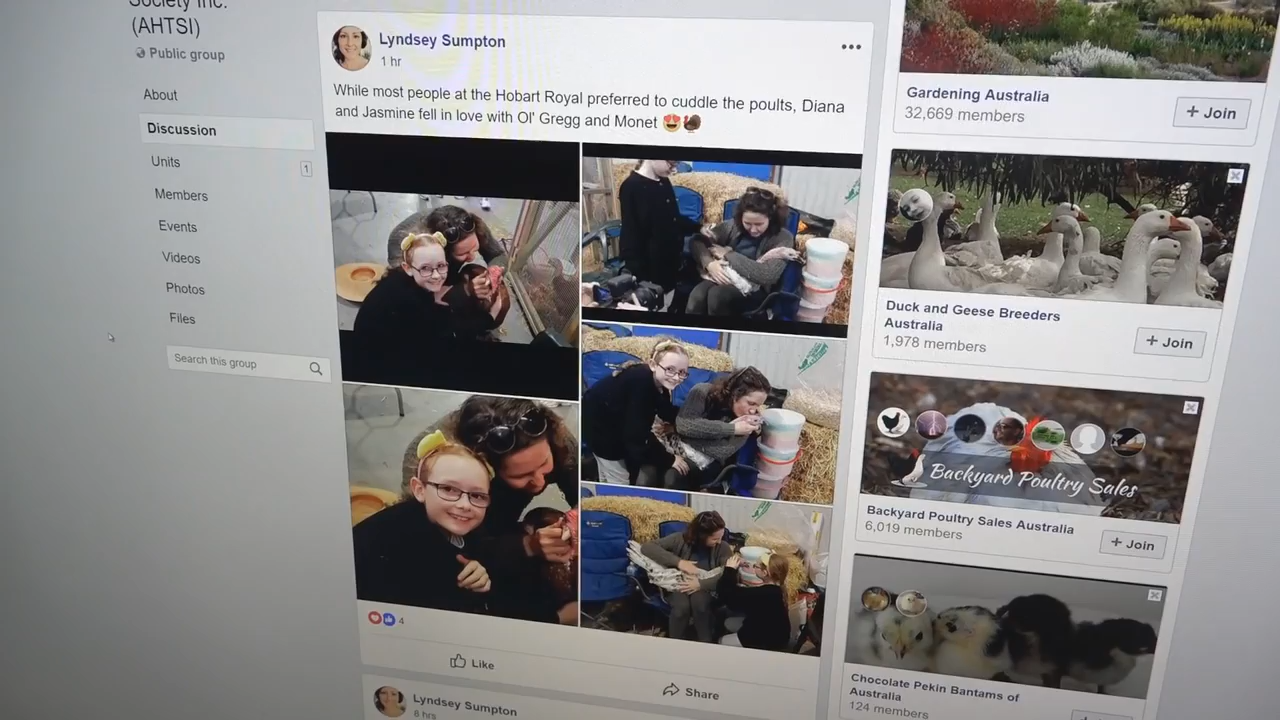 Society Inc.
(AHTSI)
Public group
About
Discussion
Units
1
Members
Events
Videos
Photos
Files
Search this group
Lyndsey Sumpton
1 hr
While most people at the Hobart Royal preferred to cuddle the poults, Diana
and Jasmine fell in love with Ol' Gregg and Monet 😍🦃
4
Like
Share
Lyndsey Sumpton
8 hrs
Gardening Australia
32,669 members
+ Join
Duck and Geese Breeders
Australia
1,978 members
+ Join
Backyard Poultry Sales
Backyard Poultry Sales Australia
6,019 members
+ Join
Chocolate Pekin Bantams of
Australia
124 members